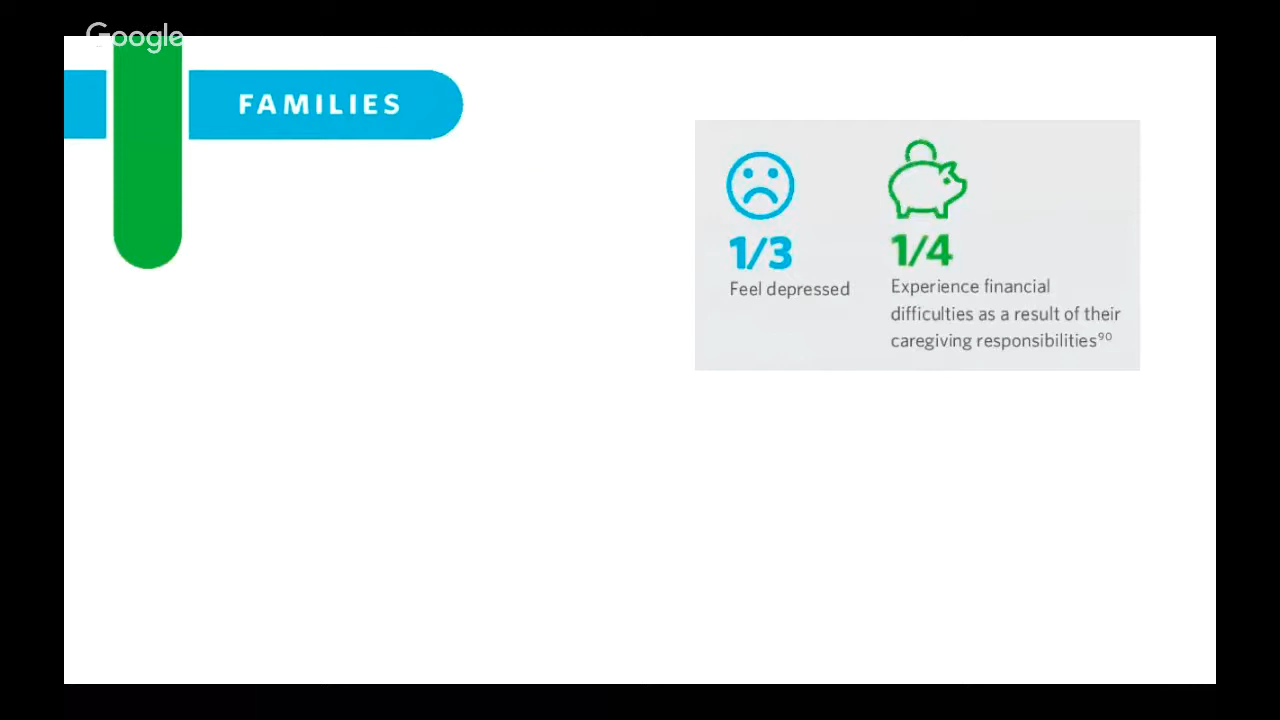 Google
FAMILIES
1/3
Feel depressed
1/4
Experience financial
difficulties as a result of their
caregiving responsibilities⁹⁰